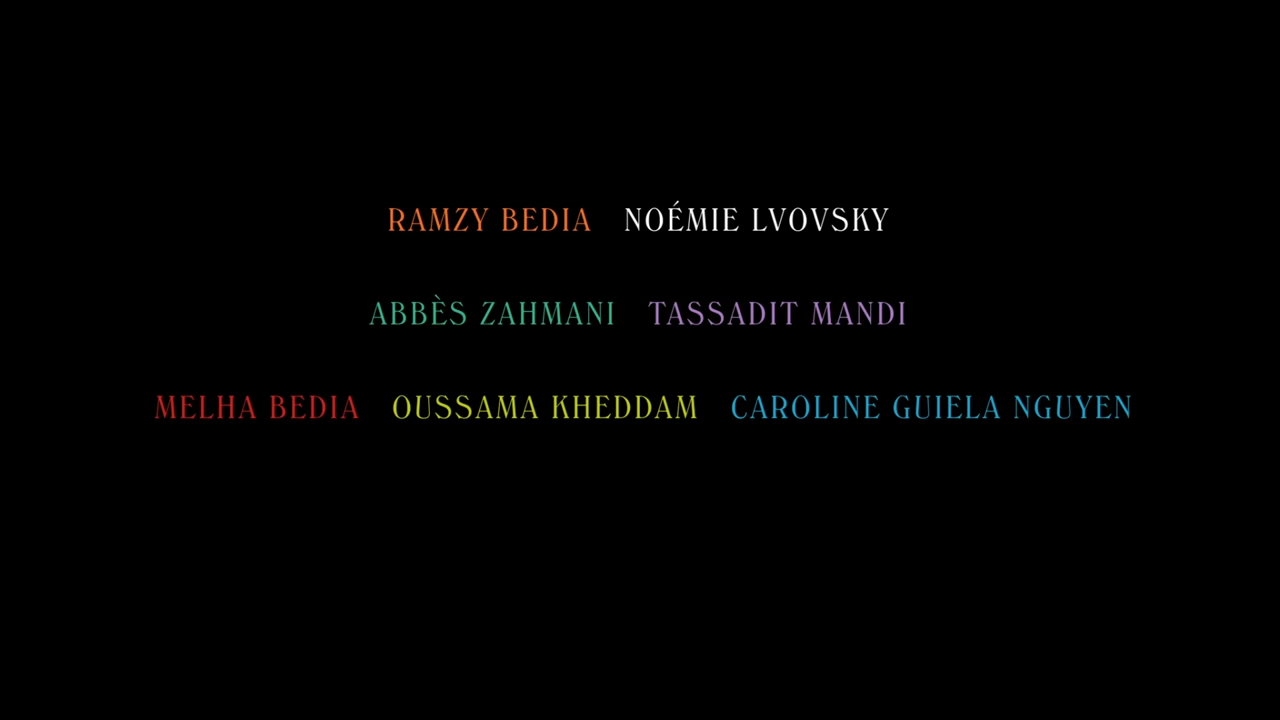 RAMZY BEDIA NOÉMIE LVOVSKY
ABBÈS ZAHMANI TASSADIT MANDI
MELHA BEDIA OUSSAMA KHEDDAM CAROLINE GUIELA NGUYEN